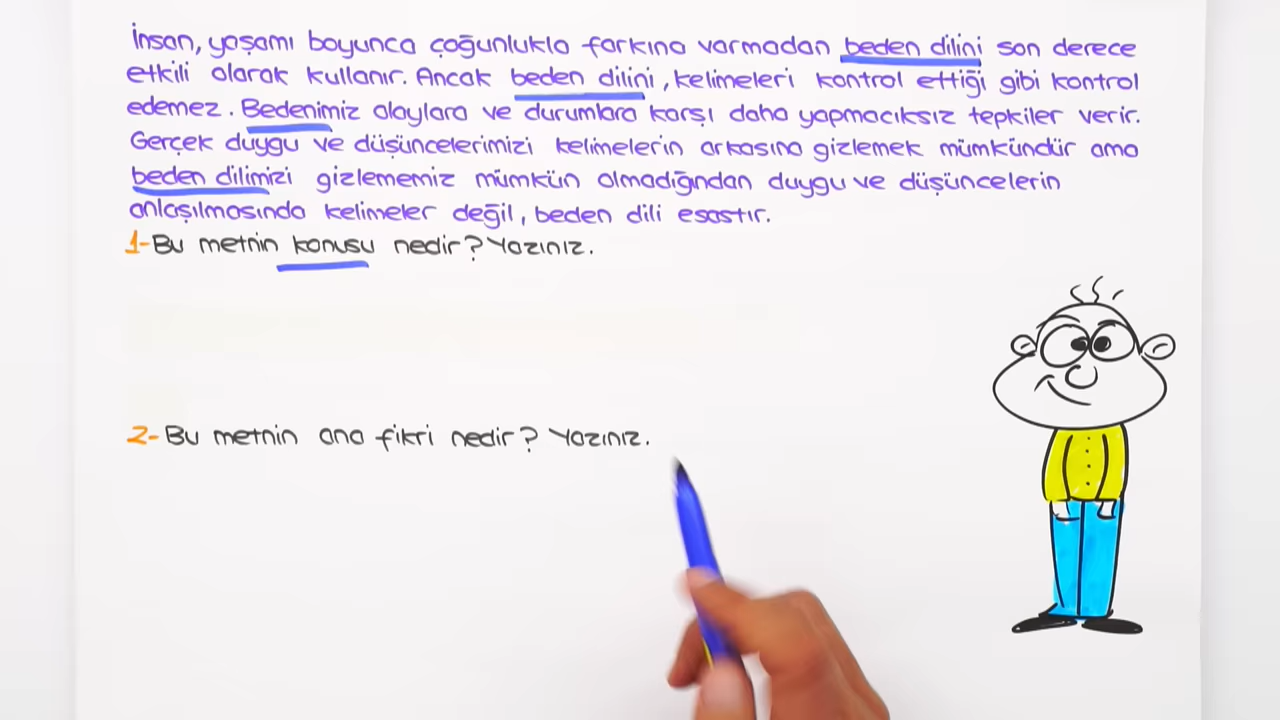 İnsan, yaşamı boyunca çoğunlukla farkına varmadan beden dilini son derece
etkili olarak kullanır. Ancak beden dilini, kelimeleri kontrol ettiği gibi kontrol
edemez. Bedenimiz olaylara ve durumlara karşı daha yapmacıksız tepkiler verir.
Gerçek duygu ve düşüncelerimizi kelimelerin arkasına gizlemek mümkündür ama
beden dilimizi gizlememiz mümkün olmadığından duygu ve düşüncelerin
anlaşılmasında kelimeler değil, beden dili esastır.
1-Bu metnin konusu nedir? Yazınız.
2-Bu metnin ana fikri nedir? Yazınız.